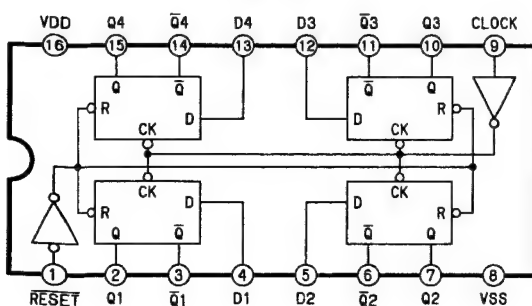 VDD Q4 Q̅4 D4 D3 Q̅3 Q3 CLOCK
16 15 14 13 12 11 10 9
Q Q̅ Q̅ Q
R D D R
CK CK
CK CK
R D D R
Q Q̅ Q̅ Q
1 2 3 4 5 6 7 8
R̅E̅S̅E̅T̅ Q1 Q̅1 D1 D2 Q̅2 Q2 VSS